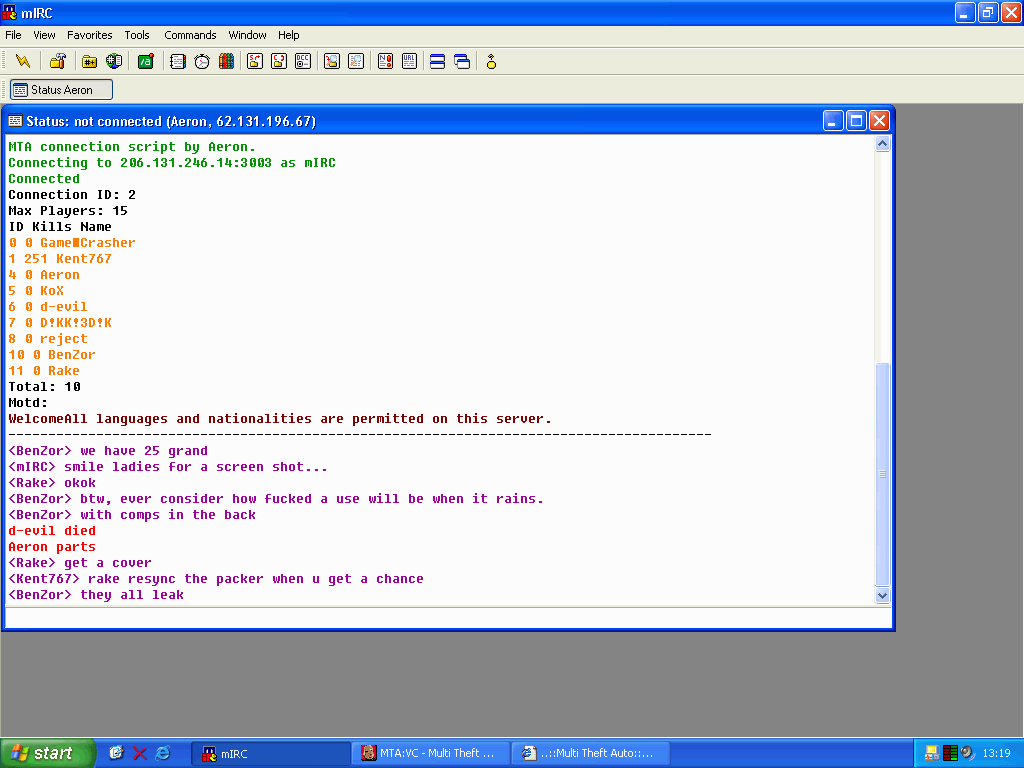 mIRC
File View Favorites Tools Commands Window Help
Status Aeron
Status: not connected (Aeron, 62.131.196.67)
MTA connection script by Aeron.
Connecting to 206.131.246.14:3003 as mIRC
Connected
Connection ID: 2
Max Players: 15
ID Kills Name
0 0 Game■Crasher
1 251 Kent767
4 0 Aeron
5 0 KoX
6 0 d-evil
7 0 D!KK!3D!K
8 0 reject
10 0 BenZor
11 0 Rake
Total: 10
Motd:
WelcomeAll languages and nationalities are permitted on this server.
----------------------------------------------------------------------------------------
<BenZor> we have 25 grand
<mIRC> smile ladies for a screen shot...
<Rake> okok
<BenZor> btw, ever consider how fucked a use will be when it rains.
<BenZor> with comps in the back
d-evil died
Aeron parts
<Rake> get a cover
<Kent767> rake resync the packer when u get a chance
<BenZor> they all leak
start
mIRC
MTA:VC - Multi Theft ...
..::Multi Theft Auto::...
13:19